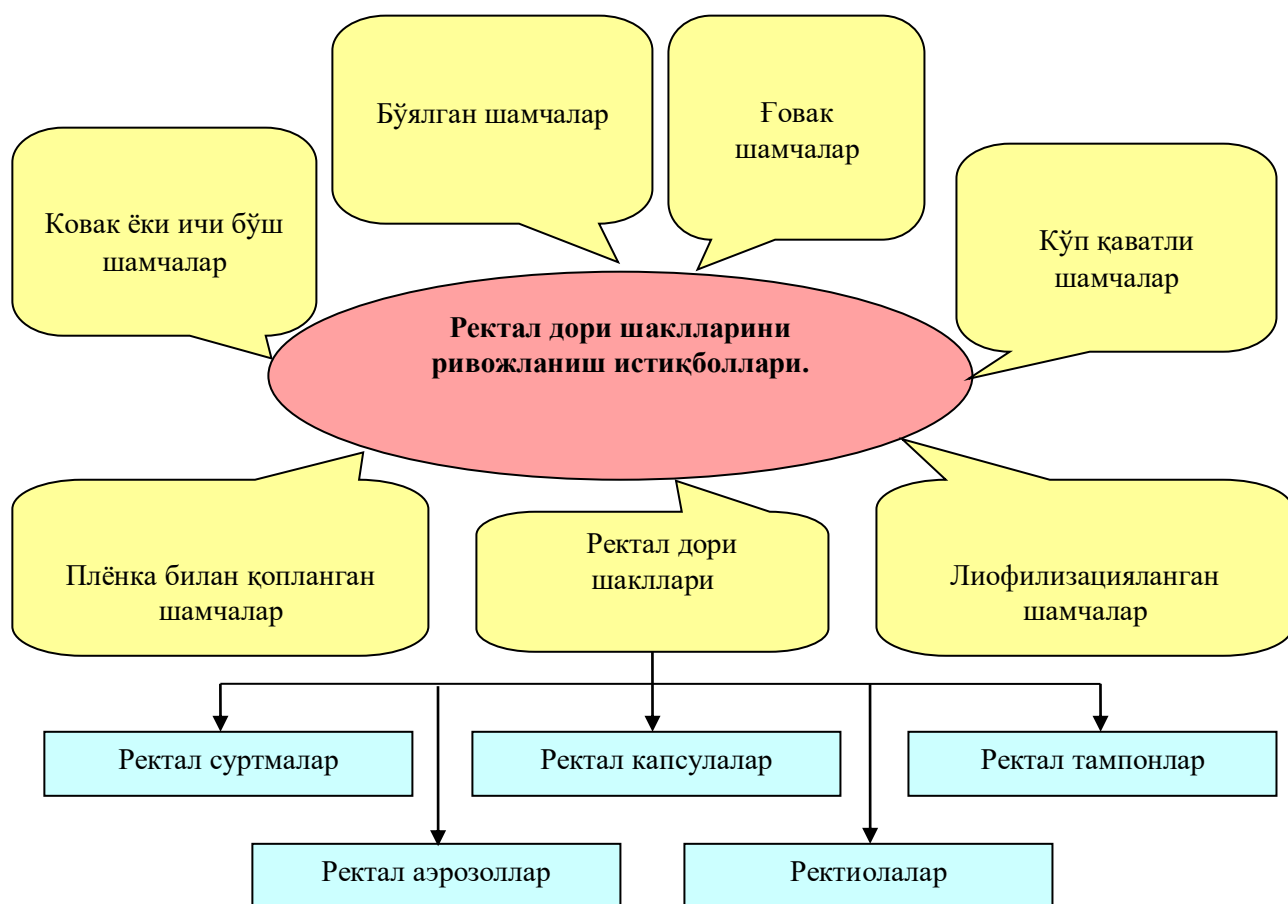 Бўялган шамчалар
Ғовак
шамчалар
Ковак ёки ичи бўш
шамчалар
Кўп қаватли
шамчалар
Ректал дори шаклларини
ривожланиш истиқболлари.
Плёнка билан қопланган
шамчалар
Ректал дори
шакллари
Лиофилизацияланган
шамчалар
Ректал суртмалар
Ректал капсулалар
Ректал тампонлар
Ректал аэрозоллар
Ректиолалар